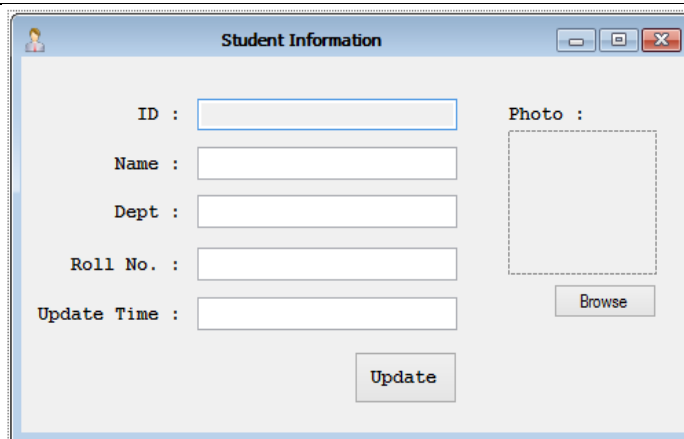 Student Information
ID :
Photo :
Name :
Dept :
Roll No. :
Browse
Update Time :
Update